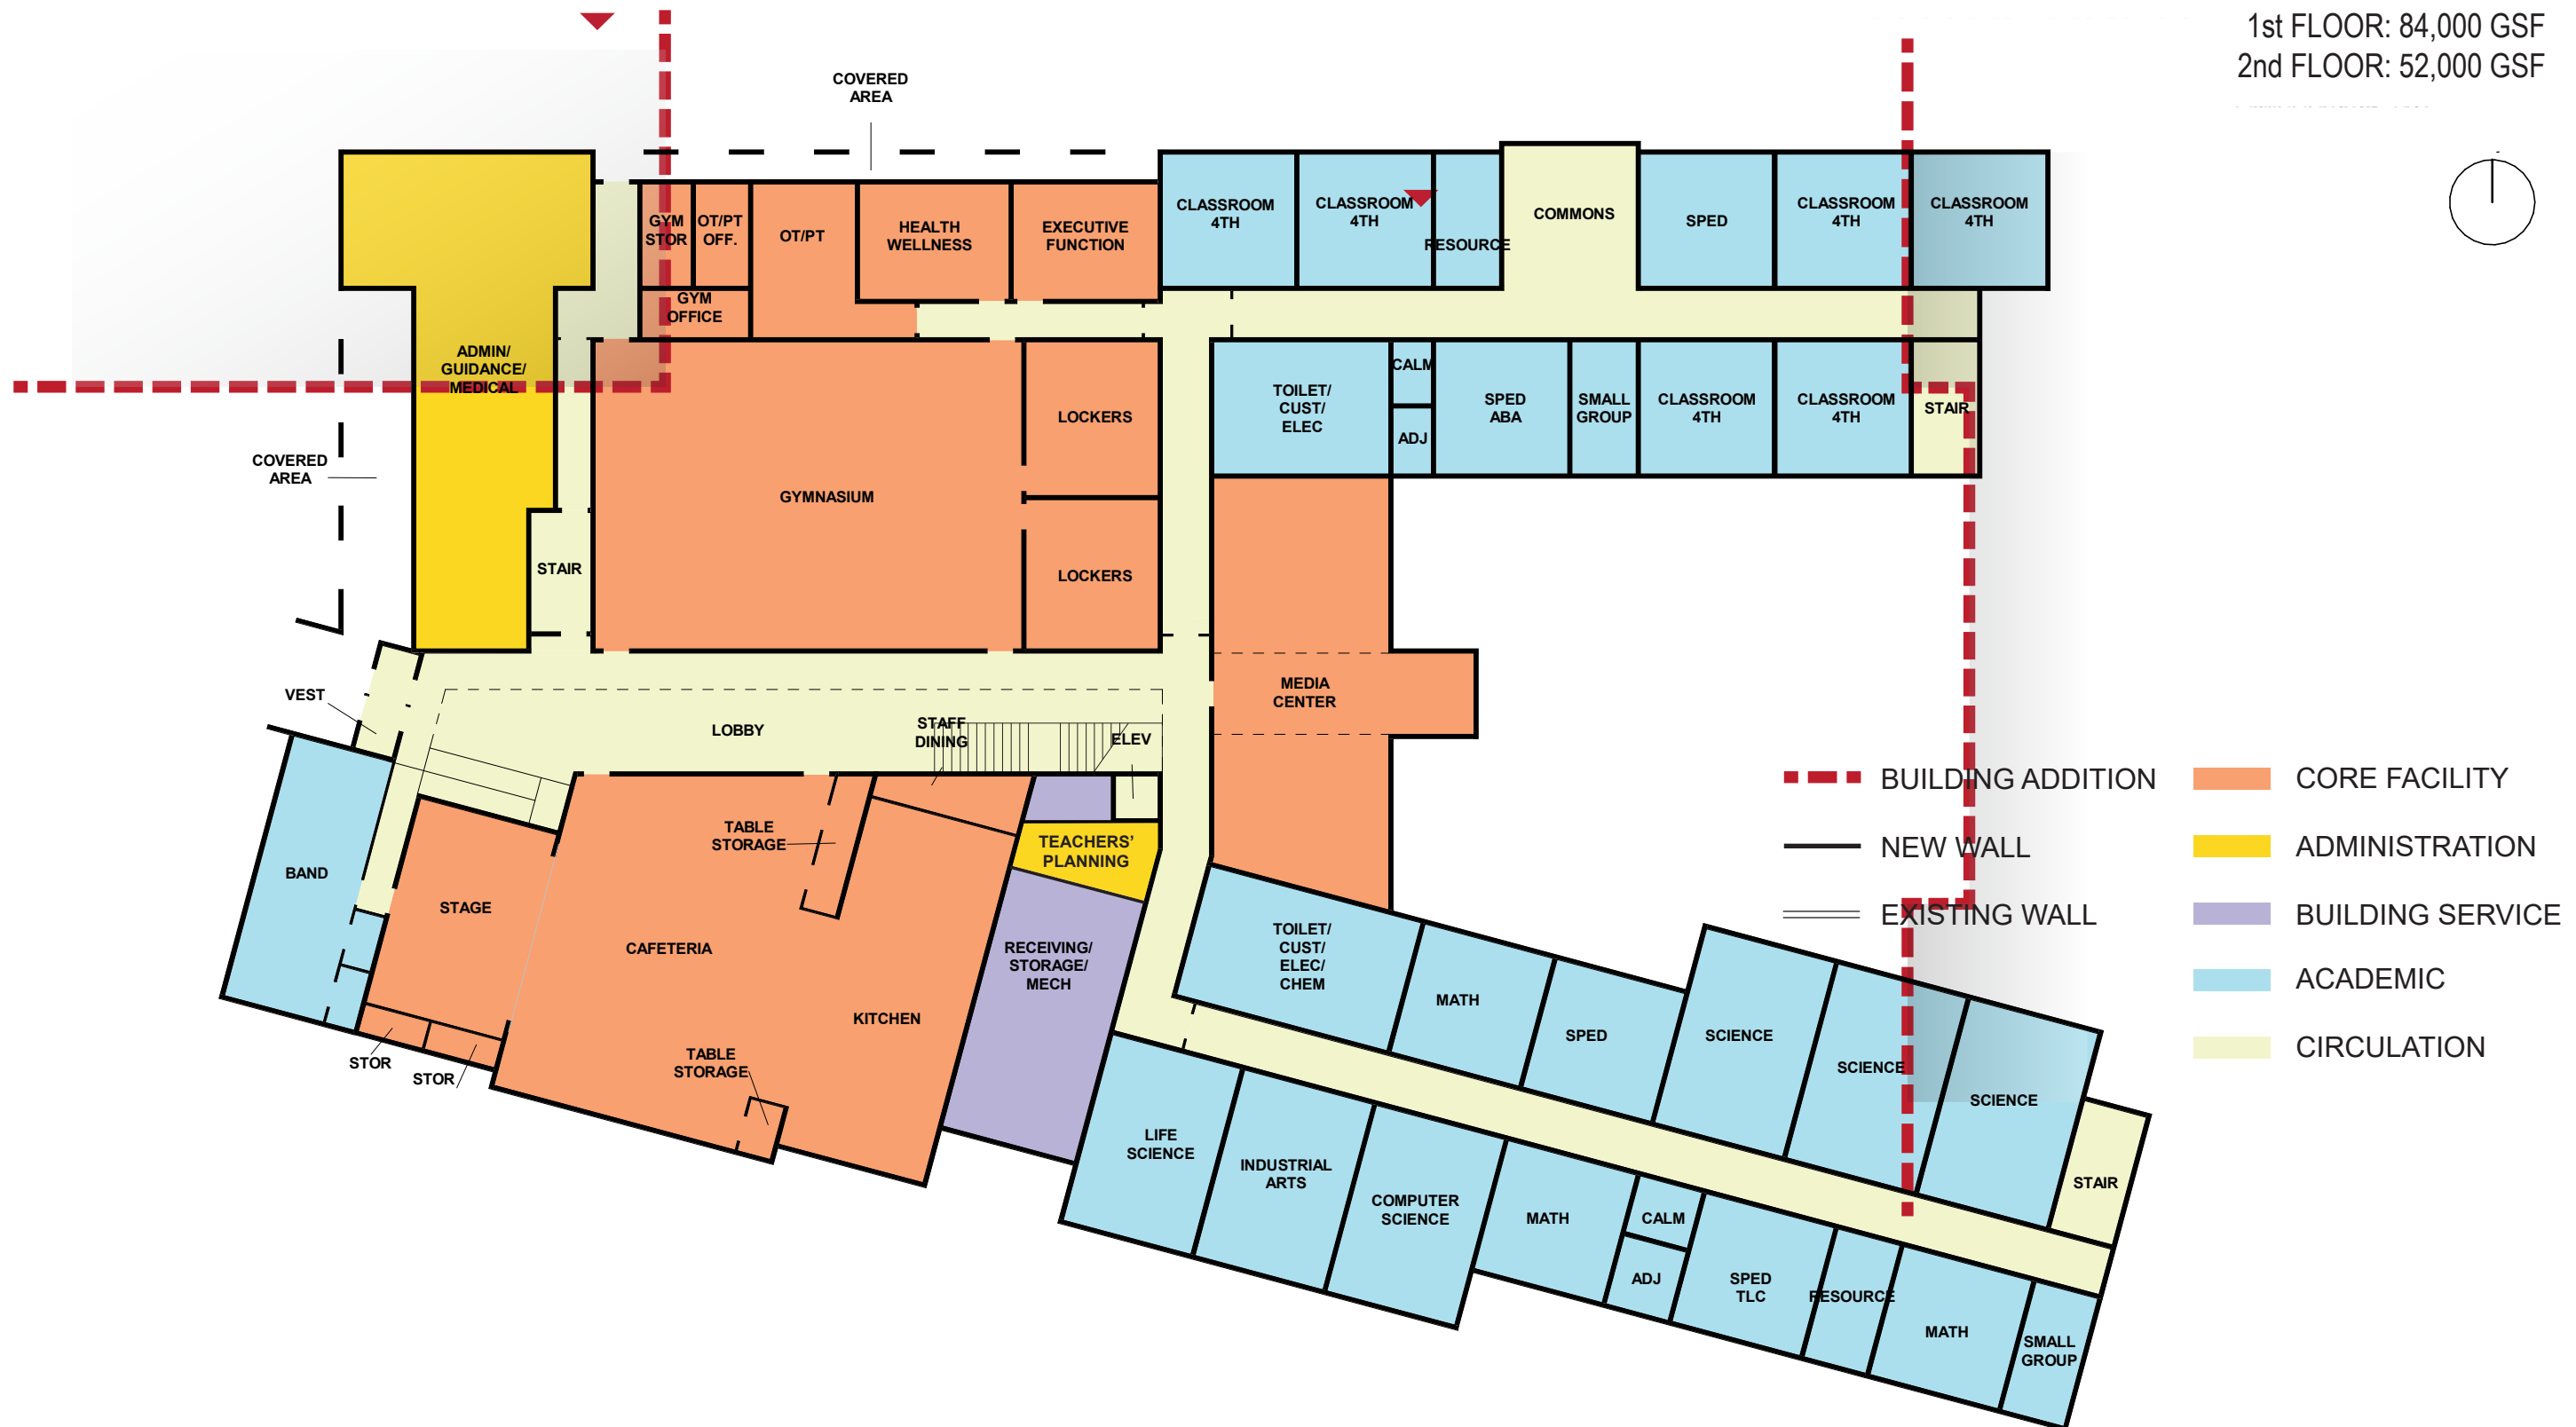 1st FLOOR: 84,000 GSF
2nd FLOOR: 52,000 GSF
COVERED
AREA
GYM
STOR
OT/PT
OFF.
OT/PT
HEALTH
WELLNESS
EXECUTIVE
FUNCTION
CLASSROOM
4TH
CLASSROOM
4TH
RESOURCE
COMMONS
SPED
CLASSROOM
4TH
CLASSROOM
4TH
GYM
OFFICE
ADMIN/
GUIDANCE/
MEDICAL
COVERED
AREA
GYMNASIUM
LOCKERS
LOCKERS
TOILET/
CUST/
ELEC
CALM
ADJ
SPED
ABA
SMALL
GROUP
CLASSROOM
4TH
CLASSROOM
4TH
STAIR
STAIR
VEST
LOBBY
STAFF
DINING
ELEV
MEDIA
CENTER
BAND
STAGE
TABLE
STORAGE
TEACHERS'
PLANNING
CAFETERIA
RECEIVING/
STORAGE/
MECH
KITCHEN
STOR
STOR
TABLE
STORAGE
TOILET/
CUST/
ELEC/
CHEM
MATH
SPED
SCIENCE
SCIENCE
SCIENCE
STAIR
LIFE
SCIENCE
INDUSTRIAL
ARTS
COMPUTER
SCIENCE
MATH
CALM
ADJ
SPED
TLC
RESOURCE
MATH
SMALL
GROUP
BUILDING ADDITION
NEW WALL
EXISTING WALL
CORE FACILITY
ADMINISTRATION
BUILDING SERVICE
ACADEMIC
CIRCULATION